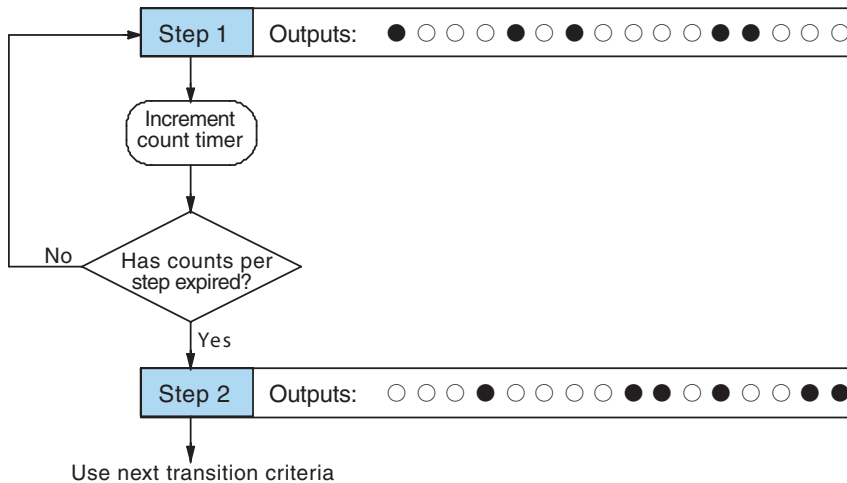 Step 1 Outputs:
Increment
count timer
Has counts per
step expired?
No
Yes
Step 2 Outputs:
Use next transition criteria